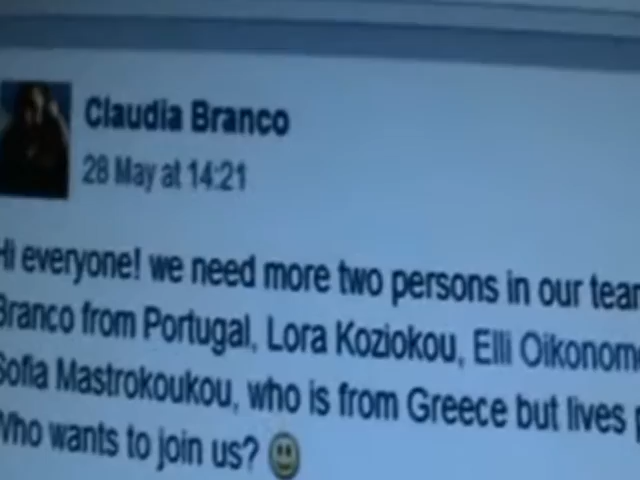 Claudia Branco
28 May at 14:21
Hi everyone! we need more two persons in our team
Branco from Portugal, Lora Koziokou, Elli Oikonom
Sofia Mastrokoukou, who is from Greece but lives
Who wants to join us?